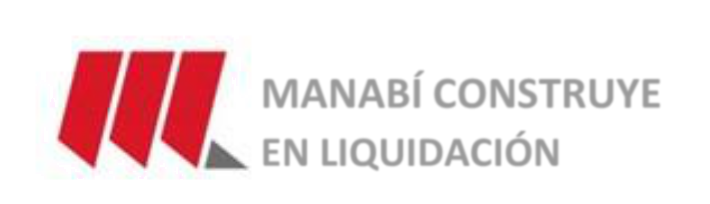 MANABÍ CONSTRUYE
EN LIQUIDACIÓN